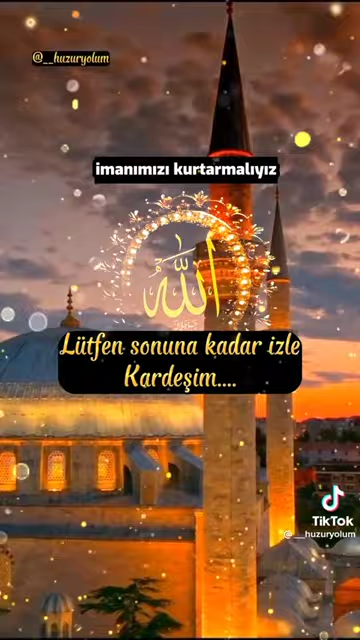 @__huzuryolum
imanımızı kurtarmalıyız
الله
Lütfen sonuna kadar izle
Kardeşim....
TikTok
@__huzuryolum